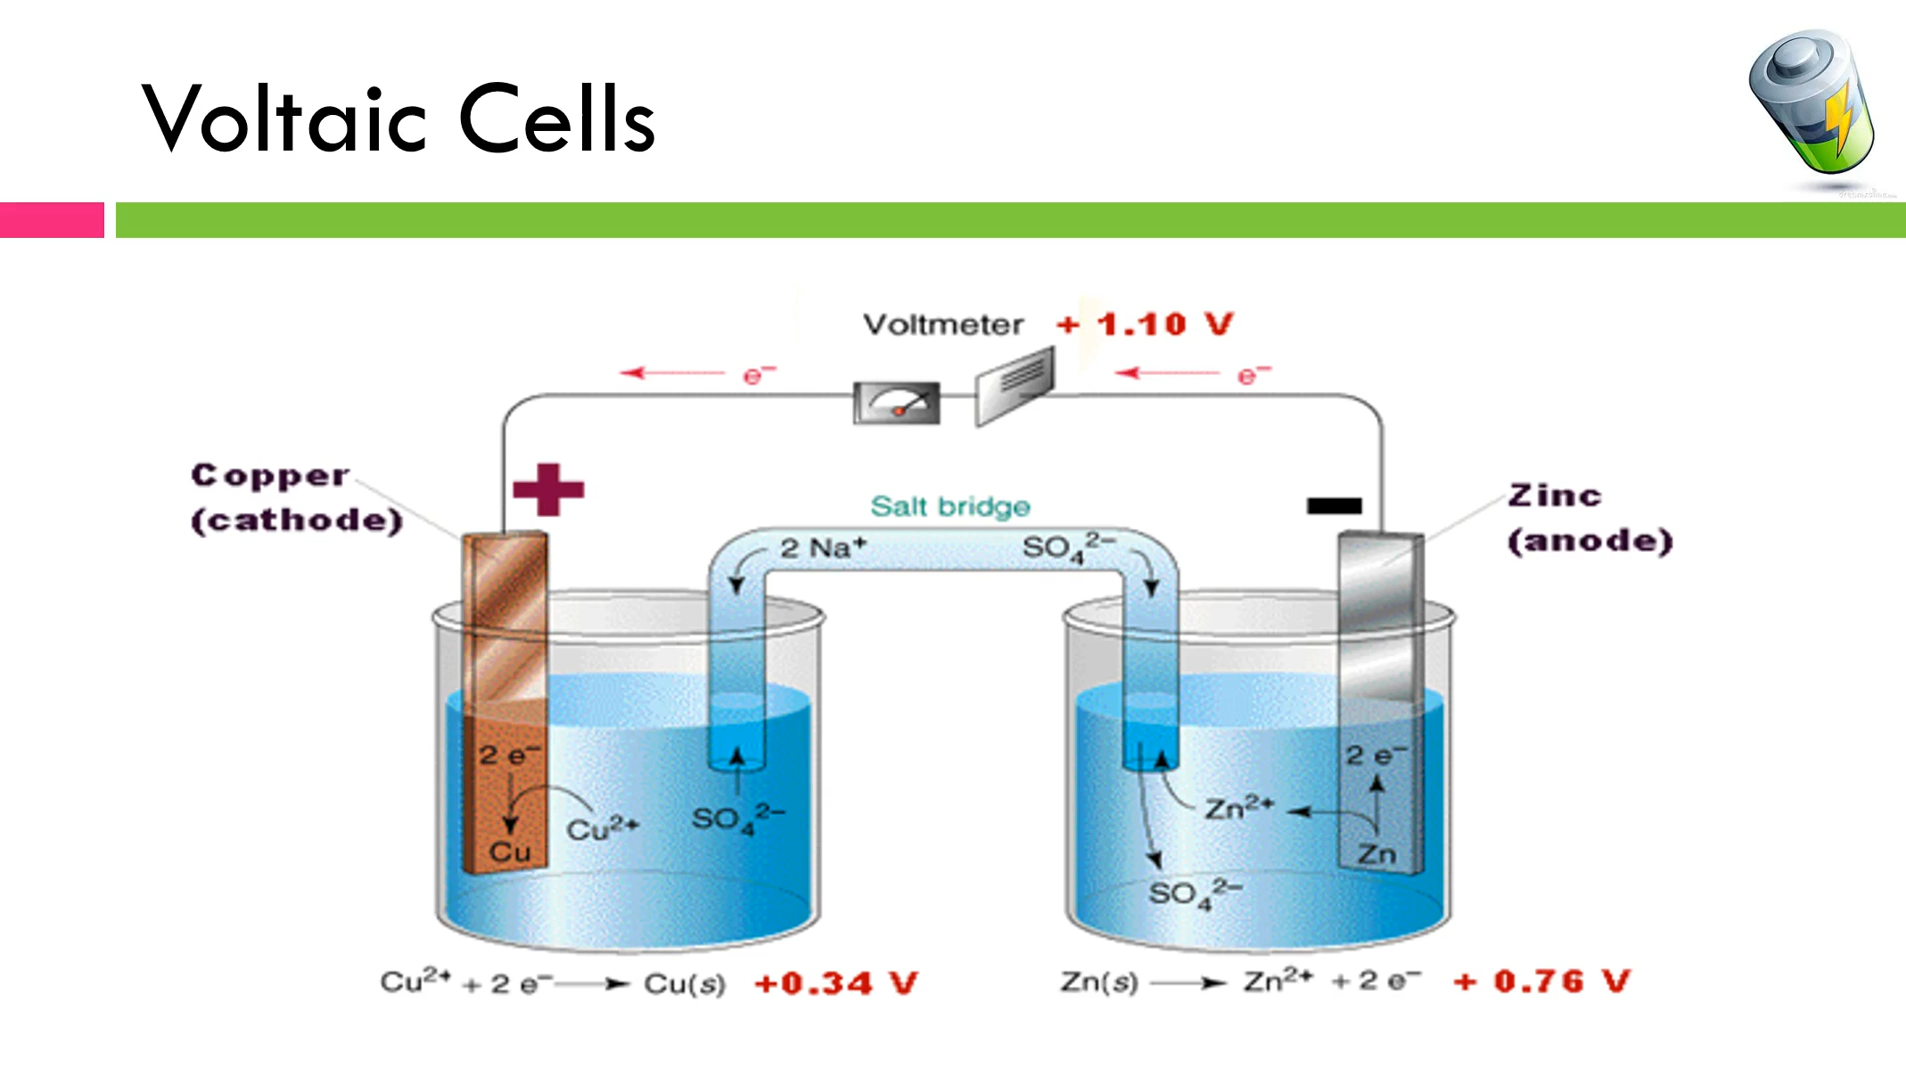 Voltaic Cells
Voltmeter + 1.10 V
e⁻ e⁻
Copper
(cathode)
+
Salt bridge
−
Zinc
(anode)
2 Na⁺ SO₄²⁻
2 e⁻
Cu²⁺
Cu
SO₄²⁻
2 e⁻
Zn²⁺
Zn
SO₄²⁻
Cu²⁺ + 2 e⁻ → Cu(s) +0.34 V
Zn(s) → Zn²⁺ + 2 e⁻ + 0.76 V